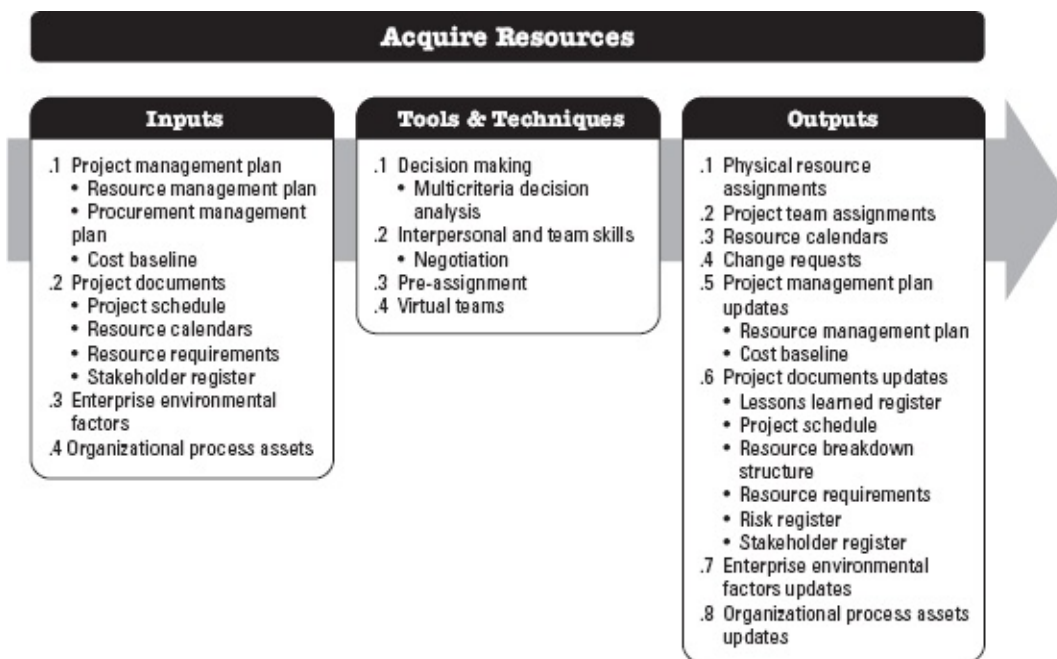 Acquire Resources
Inputs
.1 Project management plan
• Resource management plan
• Procurement management
plan
• Cost baseline
.2 Project documents
• Project schedule
• Resource calendars
• Resource requirements
• Stakeholder register
.3 Enterprise environmental
factors
.4 Organizational process assets
Tools & Techniques
.1 Decision making
• Multicriteria decision
analysis
.2 Interpersonal and team skills
• Negotiation
.3 Pre-assignment
.4 Virtual teams
Outputs
.1 Physical resource
assignments
.2 Project team assignments
.3 Resource calendars
.4 Change requests
.5 Project management plan
updates
• Resource management plan
• Cost baseline
.6 Project documents updates
• Lessons learned register
• Project schedule
• Resource breakdown
structure
• Resource requirements
• Risk register
• Stakeholder register
.7 Enterprise environmental
factors updates
.8 Organizational process assets
updates